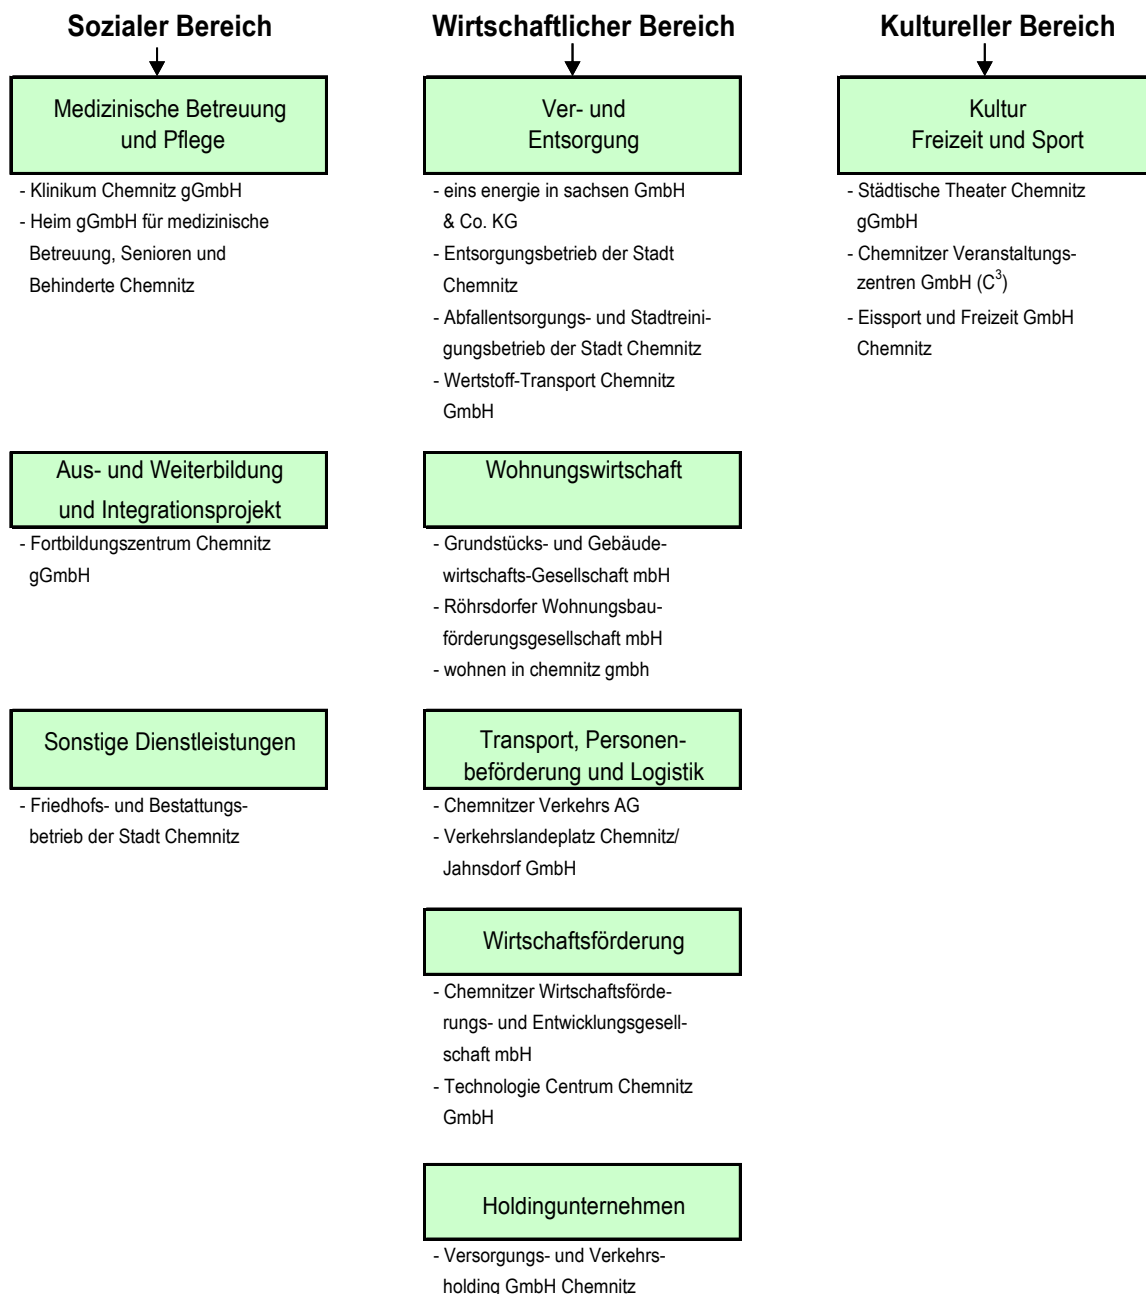 Sozialer Bereich
Medizinische Betreuung
und Pflege
- Klinikum Chemnitz gGmbH
- Heim gGmbH für medizinische
Betreuung, Senioren und
Behinderte Chemnitz
Aus- und Weiterbildung
und Integrationsprojekt
- Fortbildungszentrum Chemnitz
gGmbH
Sonstige Dienstleistungen
- Friedhofs- und Bestattungs-
betrieb der Stadt Chemnitz
Wirtschaftlicher Bereich
Ver- und
Entsorgung
- eins energie in sachsen GmbH
& Co. KG
- Entsorgungsbetrieb der Stadt
Chemnitz
- Abfallentsorgungs- und Stadtreini-
gungsbetrieb der Stadt Chemnitz
- Wertstoff-Transport Chemnitz
GmbH
Wohnungswirtschaft
- Grundstücks- und Gebäude-
wirtschafts-Gesellschaft mbH
- Röhrsdorfer Wohnungsbau-
förderungsgesellschaft mbH
- wohnen in chemnitz gmbh
Transport, Personen-
beförderung und Logistik
- Chemnitzer Verkehrs AG
- Verkehrslandeplatz Chemnitz/
Jahnsdorf GmbH
Wirtschaftsförderung
- Chemnitzer Wirtschaftsförde-
rungs- und Entwicklungsgesell-
schaft mbH
- Technologie Centrum Chemnitz
GmbH
Holdingunternehmen
- Versorgungs- und Verkehrs-
holding GmbH Chemnitz
Kultureller Bereich
Kultur
Freizeit und Sport
- Städtische Theater Chemnitz
gGmbH
- Chemnitzer Veranstaltungs-
zentren GmbH (C³)
- Eissport und Freizeit GmbH
Chemnitz